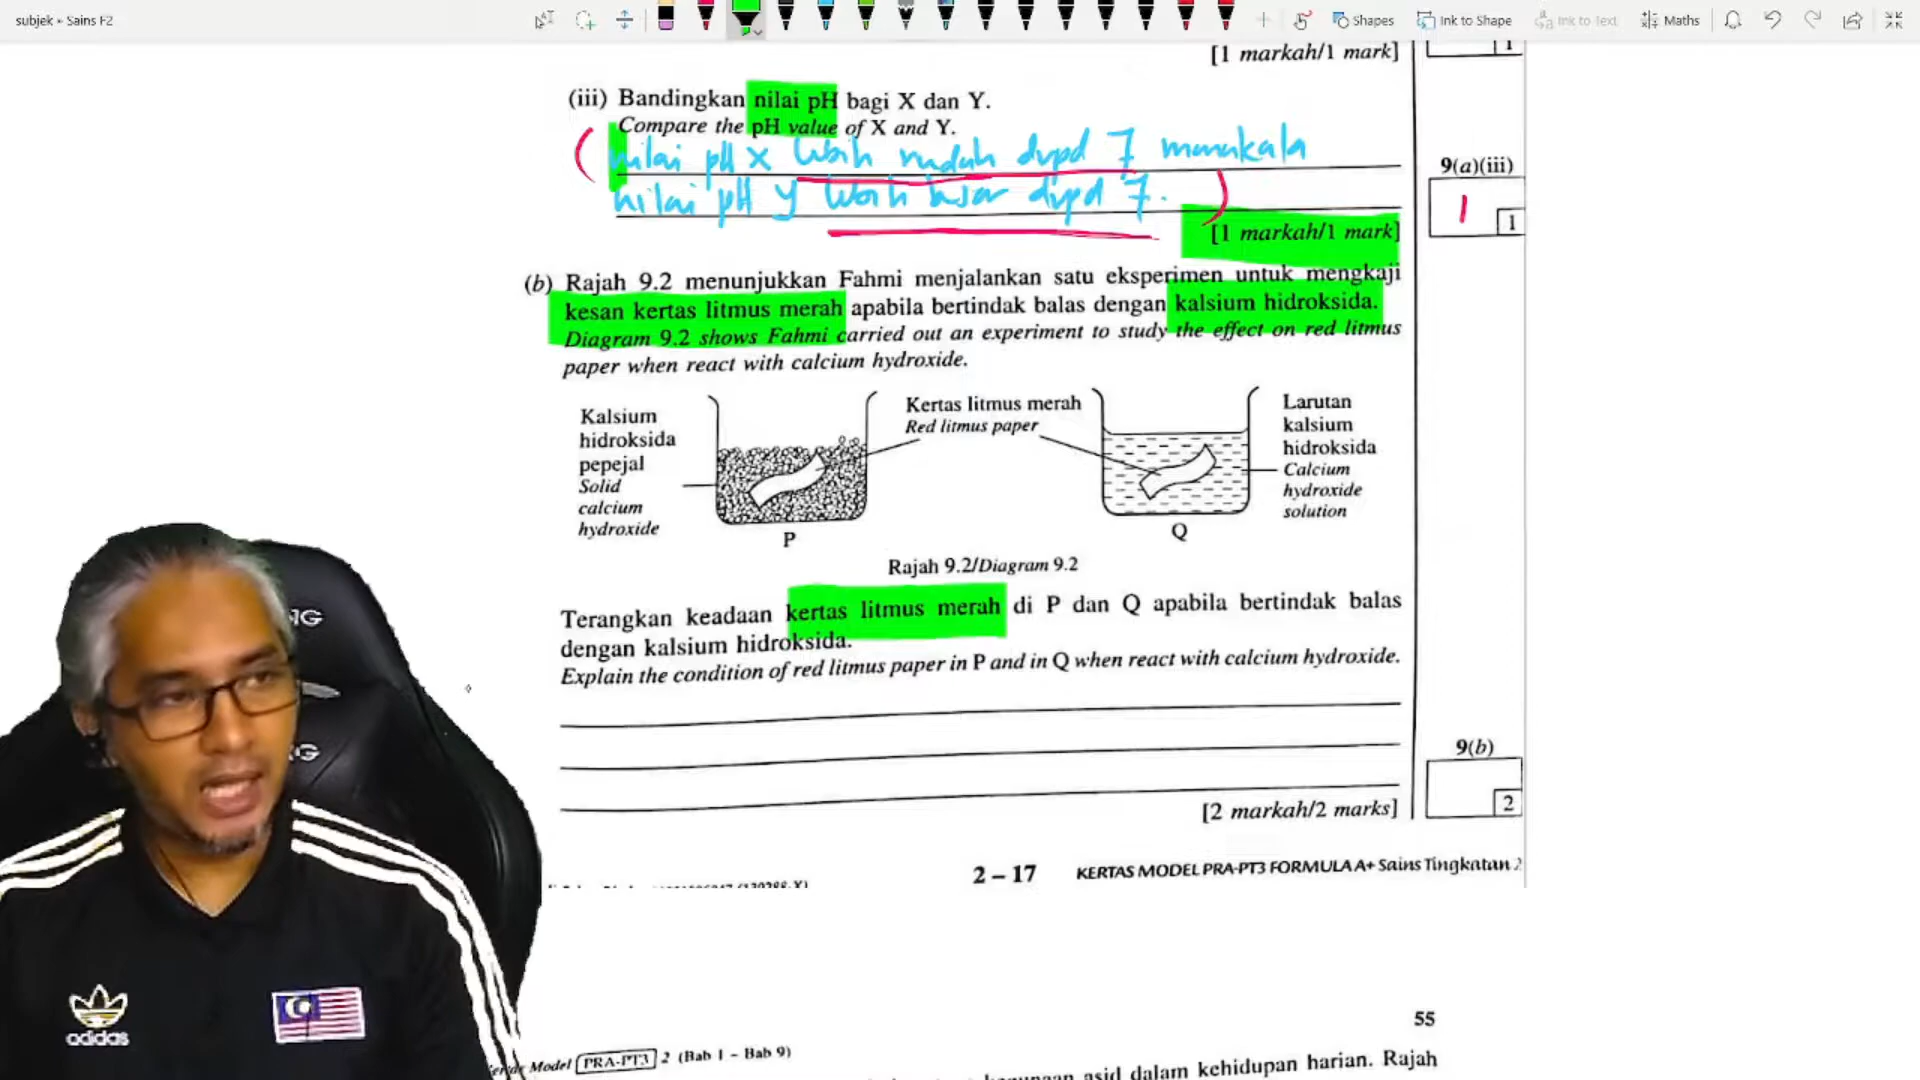 subjek • Sains F2
Shapes
Ink to Shape
Ink to Text
Maths
[1 markah/1 mark]
1
(iii) Bandingkan nilai pH bagi X dan Y.
Compare the pH value of X and Y.
nilai pH X lebih rendah drpd 7 manakala
nilai pH Y lebih besar drpd 7.
9(a)(iii)
1
1
[1 markah/1 mark]
(b) Rajah 9.2 menunjukkan Fahmi menjalankan satu eksperimen untuk mengkaji
kesan kertas litmus merah apabila bertindak balas dengan kalsium hidroksida.
Diagram 9.2 shows Fahmi carried out an experiment to study the effect on red litmus
paper when react with calcium hydroxide.
Kalsium
hidroksida
pepejal
Solid
calcium
hydroxide
Kertas litmus merah
Red litmus paper
Larutan
kalsium
hidroksida
Calcium
hydroxide
solution
P
Q
Rajah 9.2/Diagram 9.2
Terangkan keadaan kertas litmus merah di P dan Q apabila bertindak balas
dengan kalsium hidroksida.
Explain the condition of red litmus paper in P and in Q when react with calcium hydroxide.
9(b)
2
[2 markah/2 marks]
2 – 17
KERTAS MODEL PRA-PT3 FORMULA A+ Sains Tingkatan 2
55
Model PRA-PT3 2 (Bab 1 – Bab 9)
asid dalam kehidupan harian. Rajah
adidas